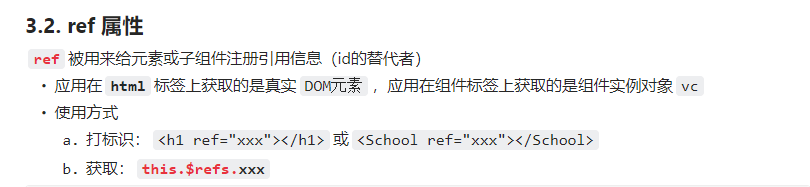 3.2. ref 属性
ref 被用来给元素或子组件注册引用信息（id的替代者）
• 应用在 html 标签上获取的是真实 DOM元素 ，应用在组件标签上获取的是组件实例对象 vc
• 使用方式
a. 打标识： <h1 ref="xxx"></h1> 或 <School ref="xxx"></School>
b. 获取： this.$refs.xxx